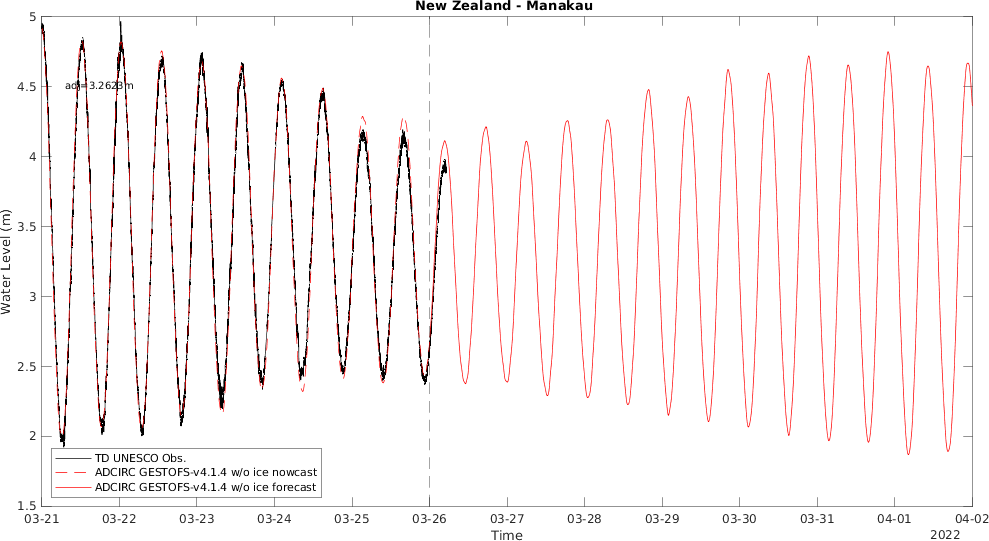 New Zealand - Manakau
5
4.5
4
3.5
3
2.5
2
1.5
Water Level (m)
adj=3.2623m
TD UNESCO Obs.
ADCIRC GESTOFS-v4.1.4 w/o ice nowcast
ADCIRC GESTOFS-v4.1.4 w/o ice forecast
03-21 03-22 03-23 03-24 03-25 03-26 03-27 03-28 03-29 03-30 03-31 04-01 04-02
Time
2022